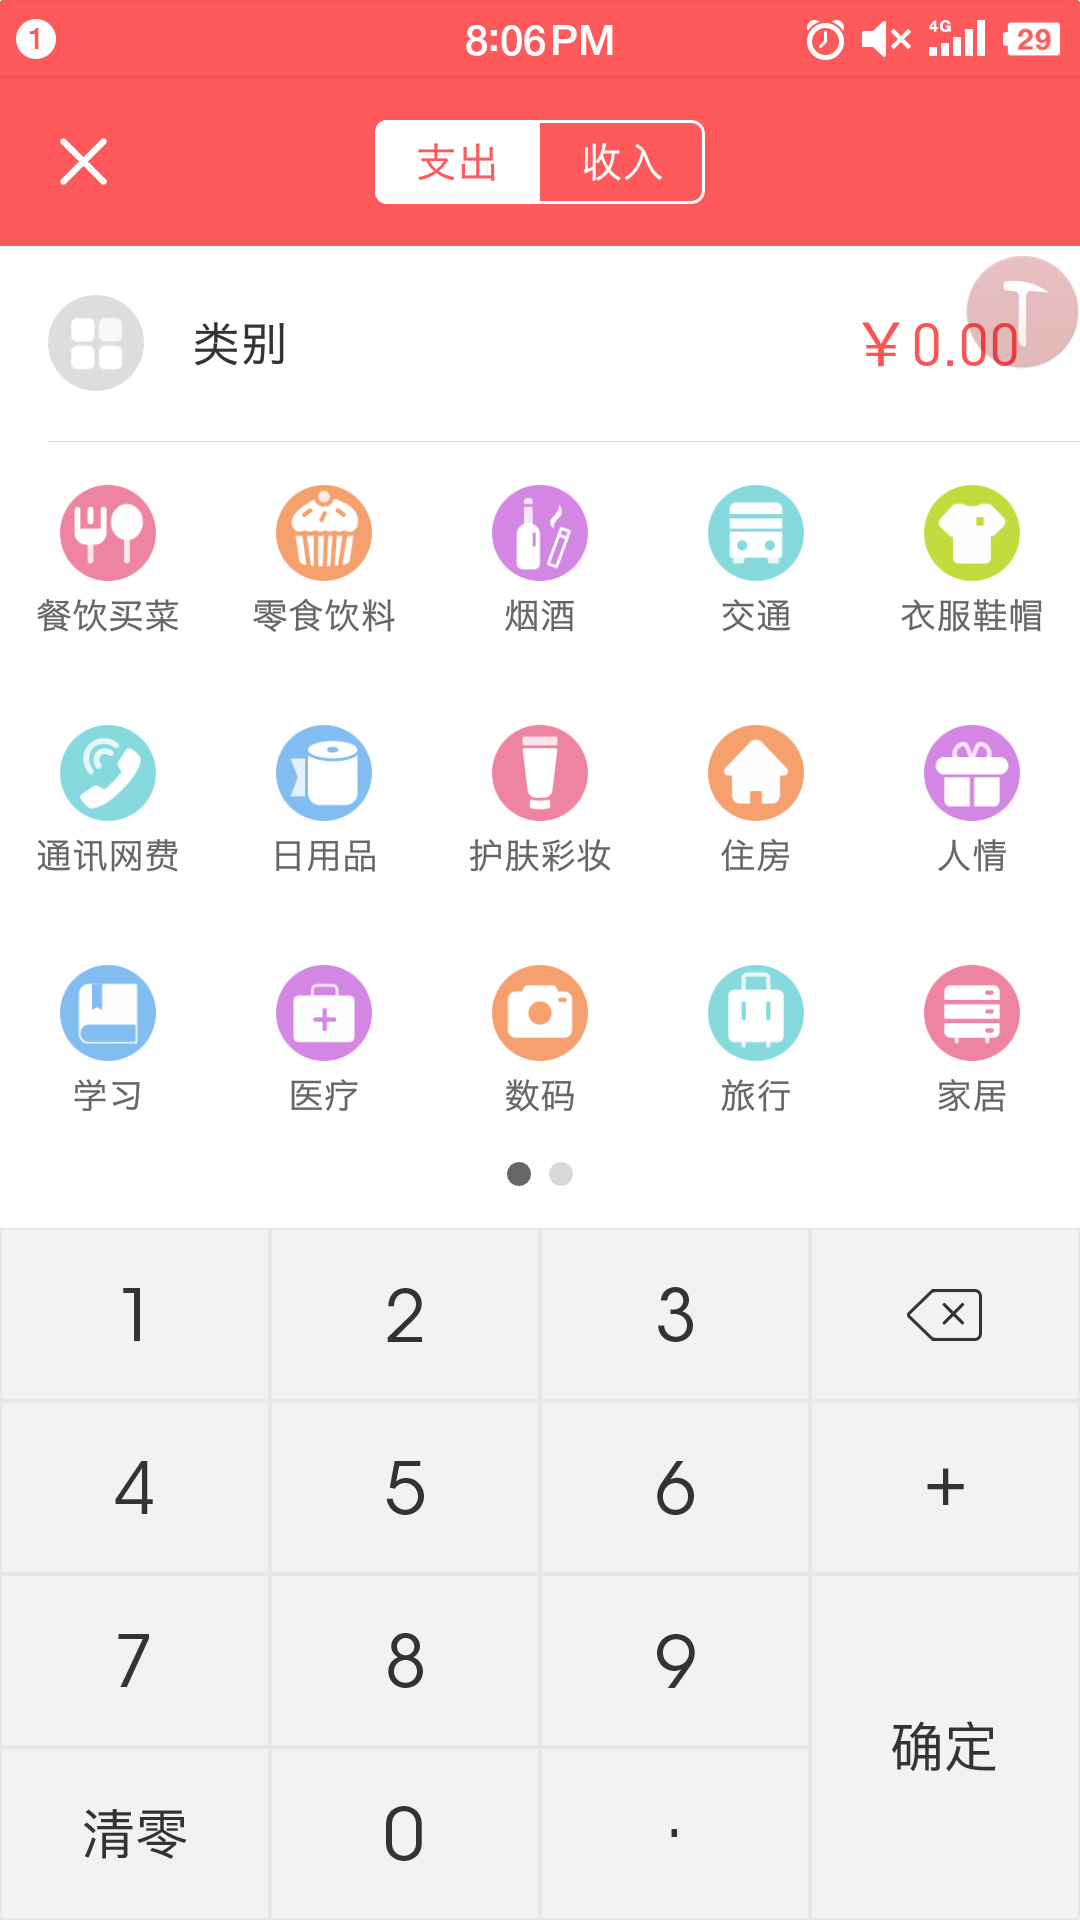 1 8:06 PM 4G 29
支出 收入
类别 ¥0.00
餐饮买菜 零食饮料 烟酒 交通 衣服鞋帽
通讯网费 日用品 护肤彩妆 住房 人情
学习 医疗 数码 旅行 家居
1 2 3
4 5 6 +
7 8 9
确定
清零 0 ·